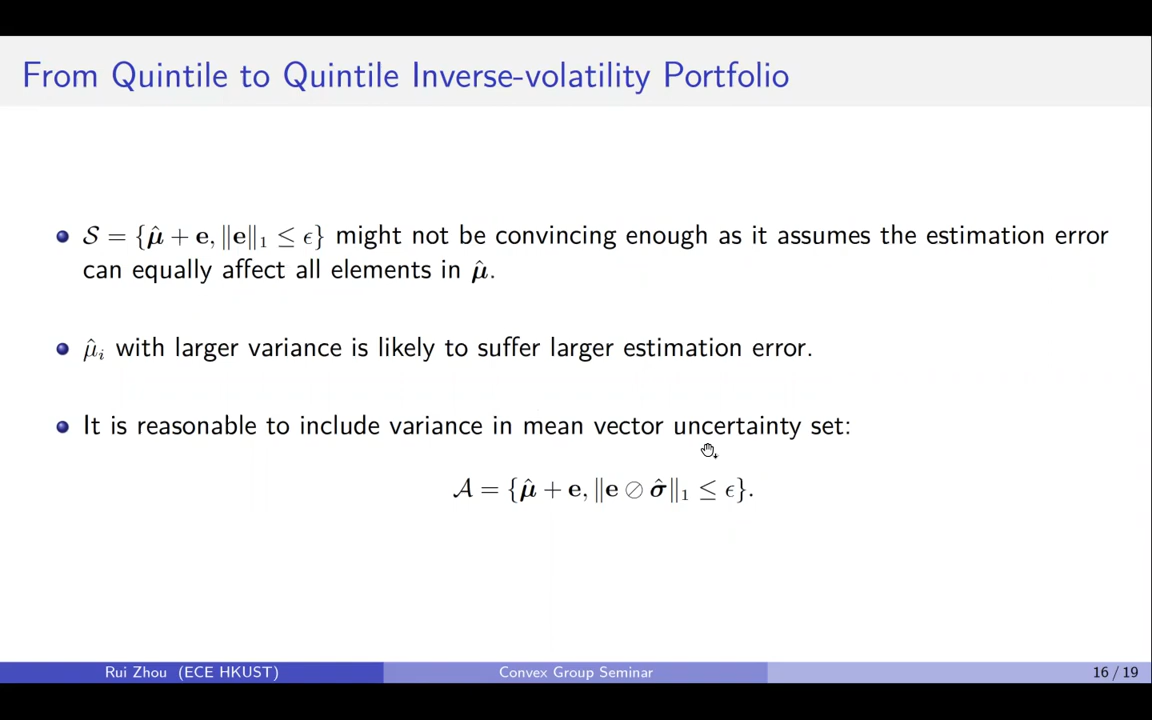 From Quintile to Quintile Inverse-volatility Portfolio
S = {μ̂ + e, ‖e‖₁ ≤ ϵ} might not be convincing enough as it assumes the estimation error
can equally affect all elements in μ̂.
μ̂ᵢ with larger variance is likely to suffer larger estimation error.
It is reasonable to include variance in mean vector uncertainty set:
A = {μ̂ + e, ‖e ⊘ σ̂‖₁ ≤ ϵ}.
Rui Zhou (ECE HKUST) Convex Group Seminar 16 / 19